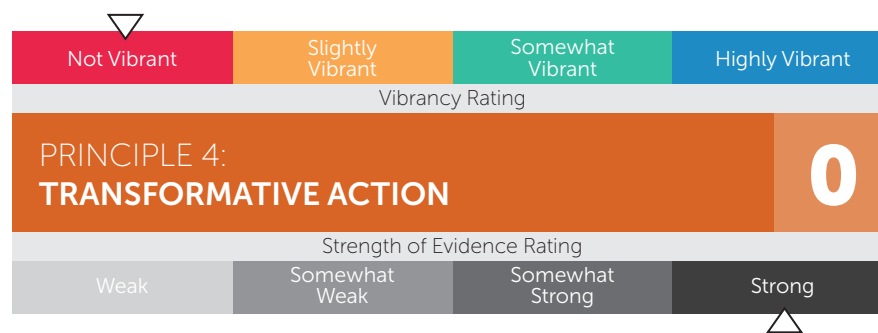 Not Vibrant
Slightly
Vibrant
Somewhat
Vibrant
Highly Vibrant
Vibrancy Rating
PRINCIPLE 4:
TRANSFORMATIVE ACTION
0
Strength of Evidence Rating
Weak
Somewhat
Weak
Somewhat
Strong
Strong